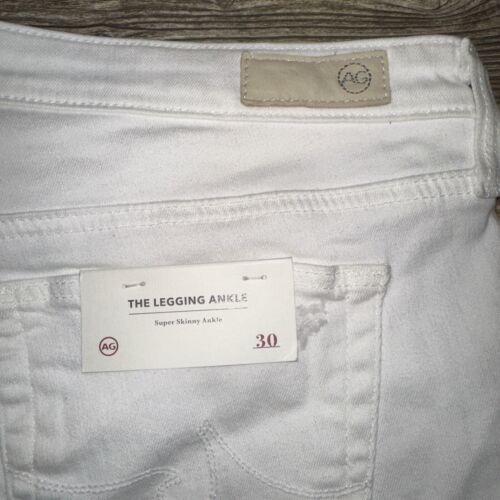 AG
THE LEGGING ANKLE
Super Skinny Ankle
AG
30